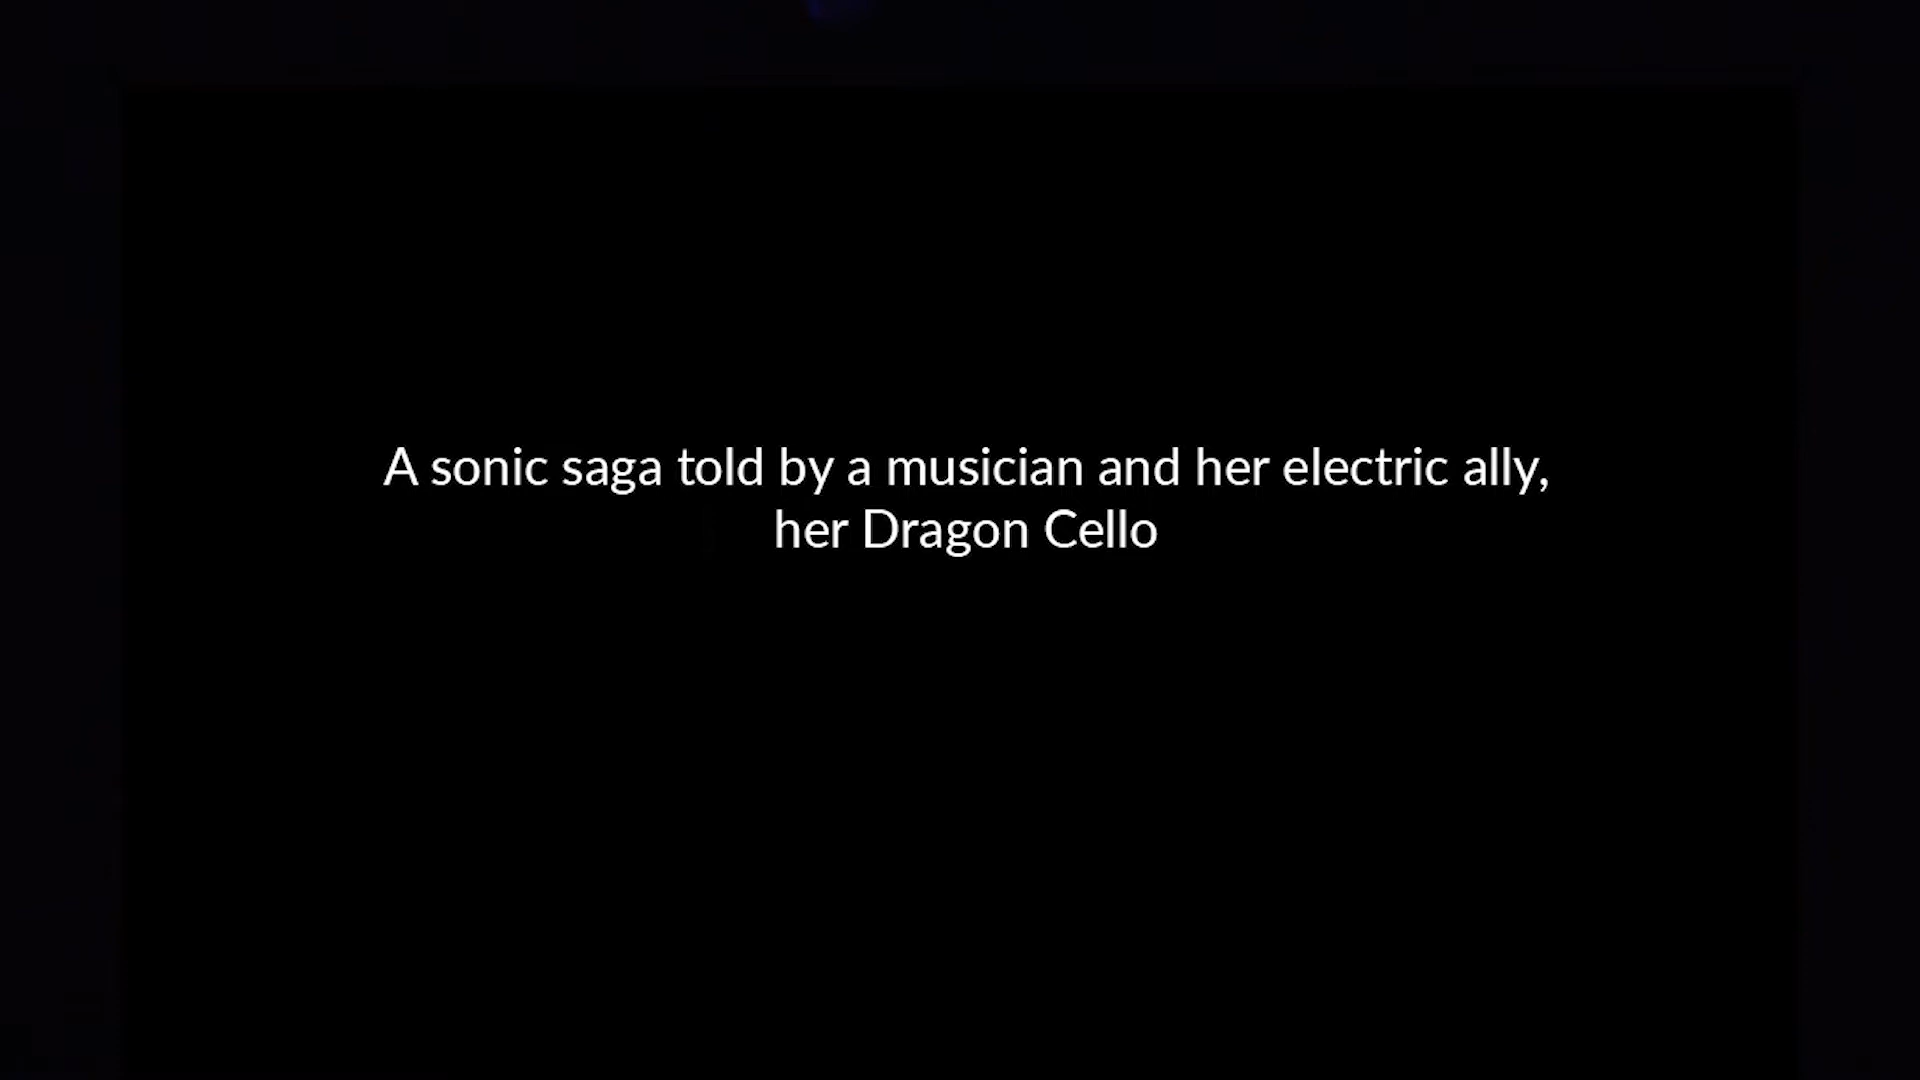 A sonic saga told by a musician and her electric ally,
her Dragon Cello